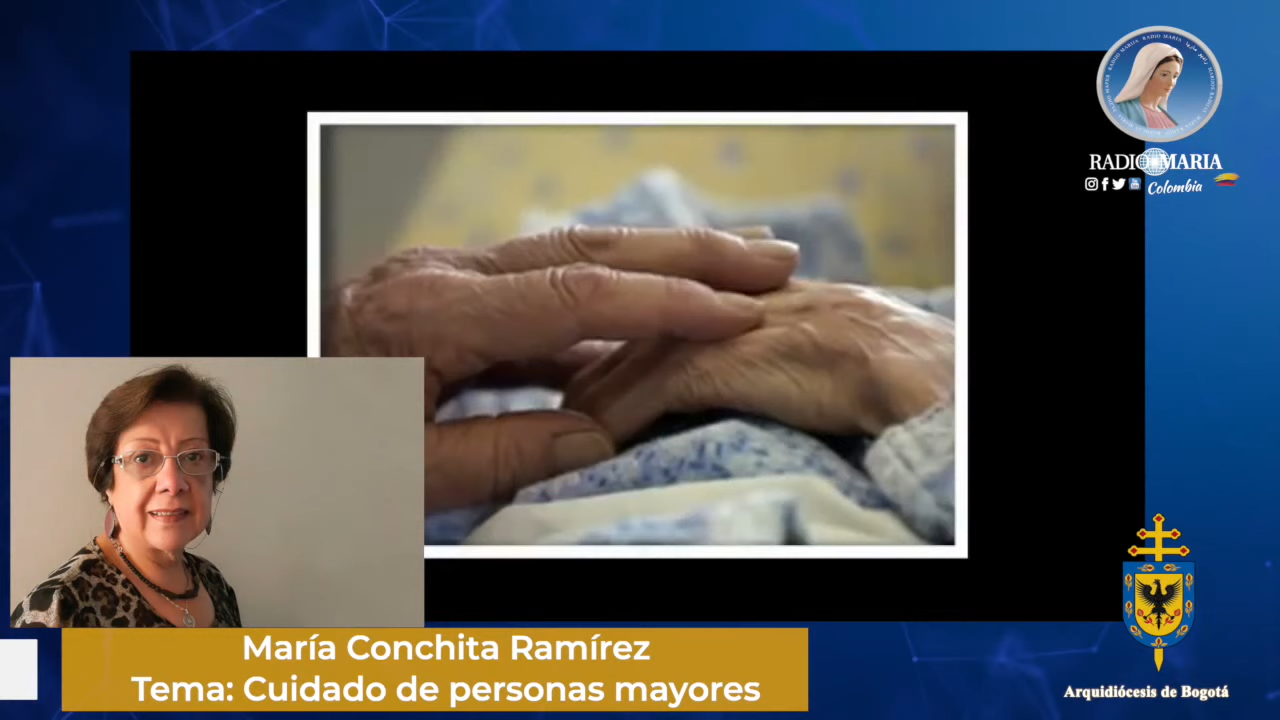 RADIO MARIA
Colombia
María Conchita Ramírez
Tema: Cuidado de personas mayores
Arquidiócesis de Bogotá